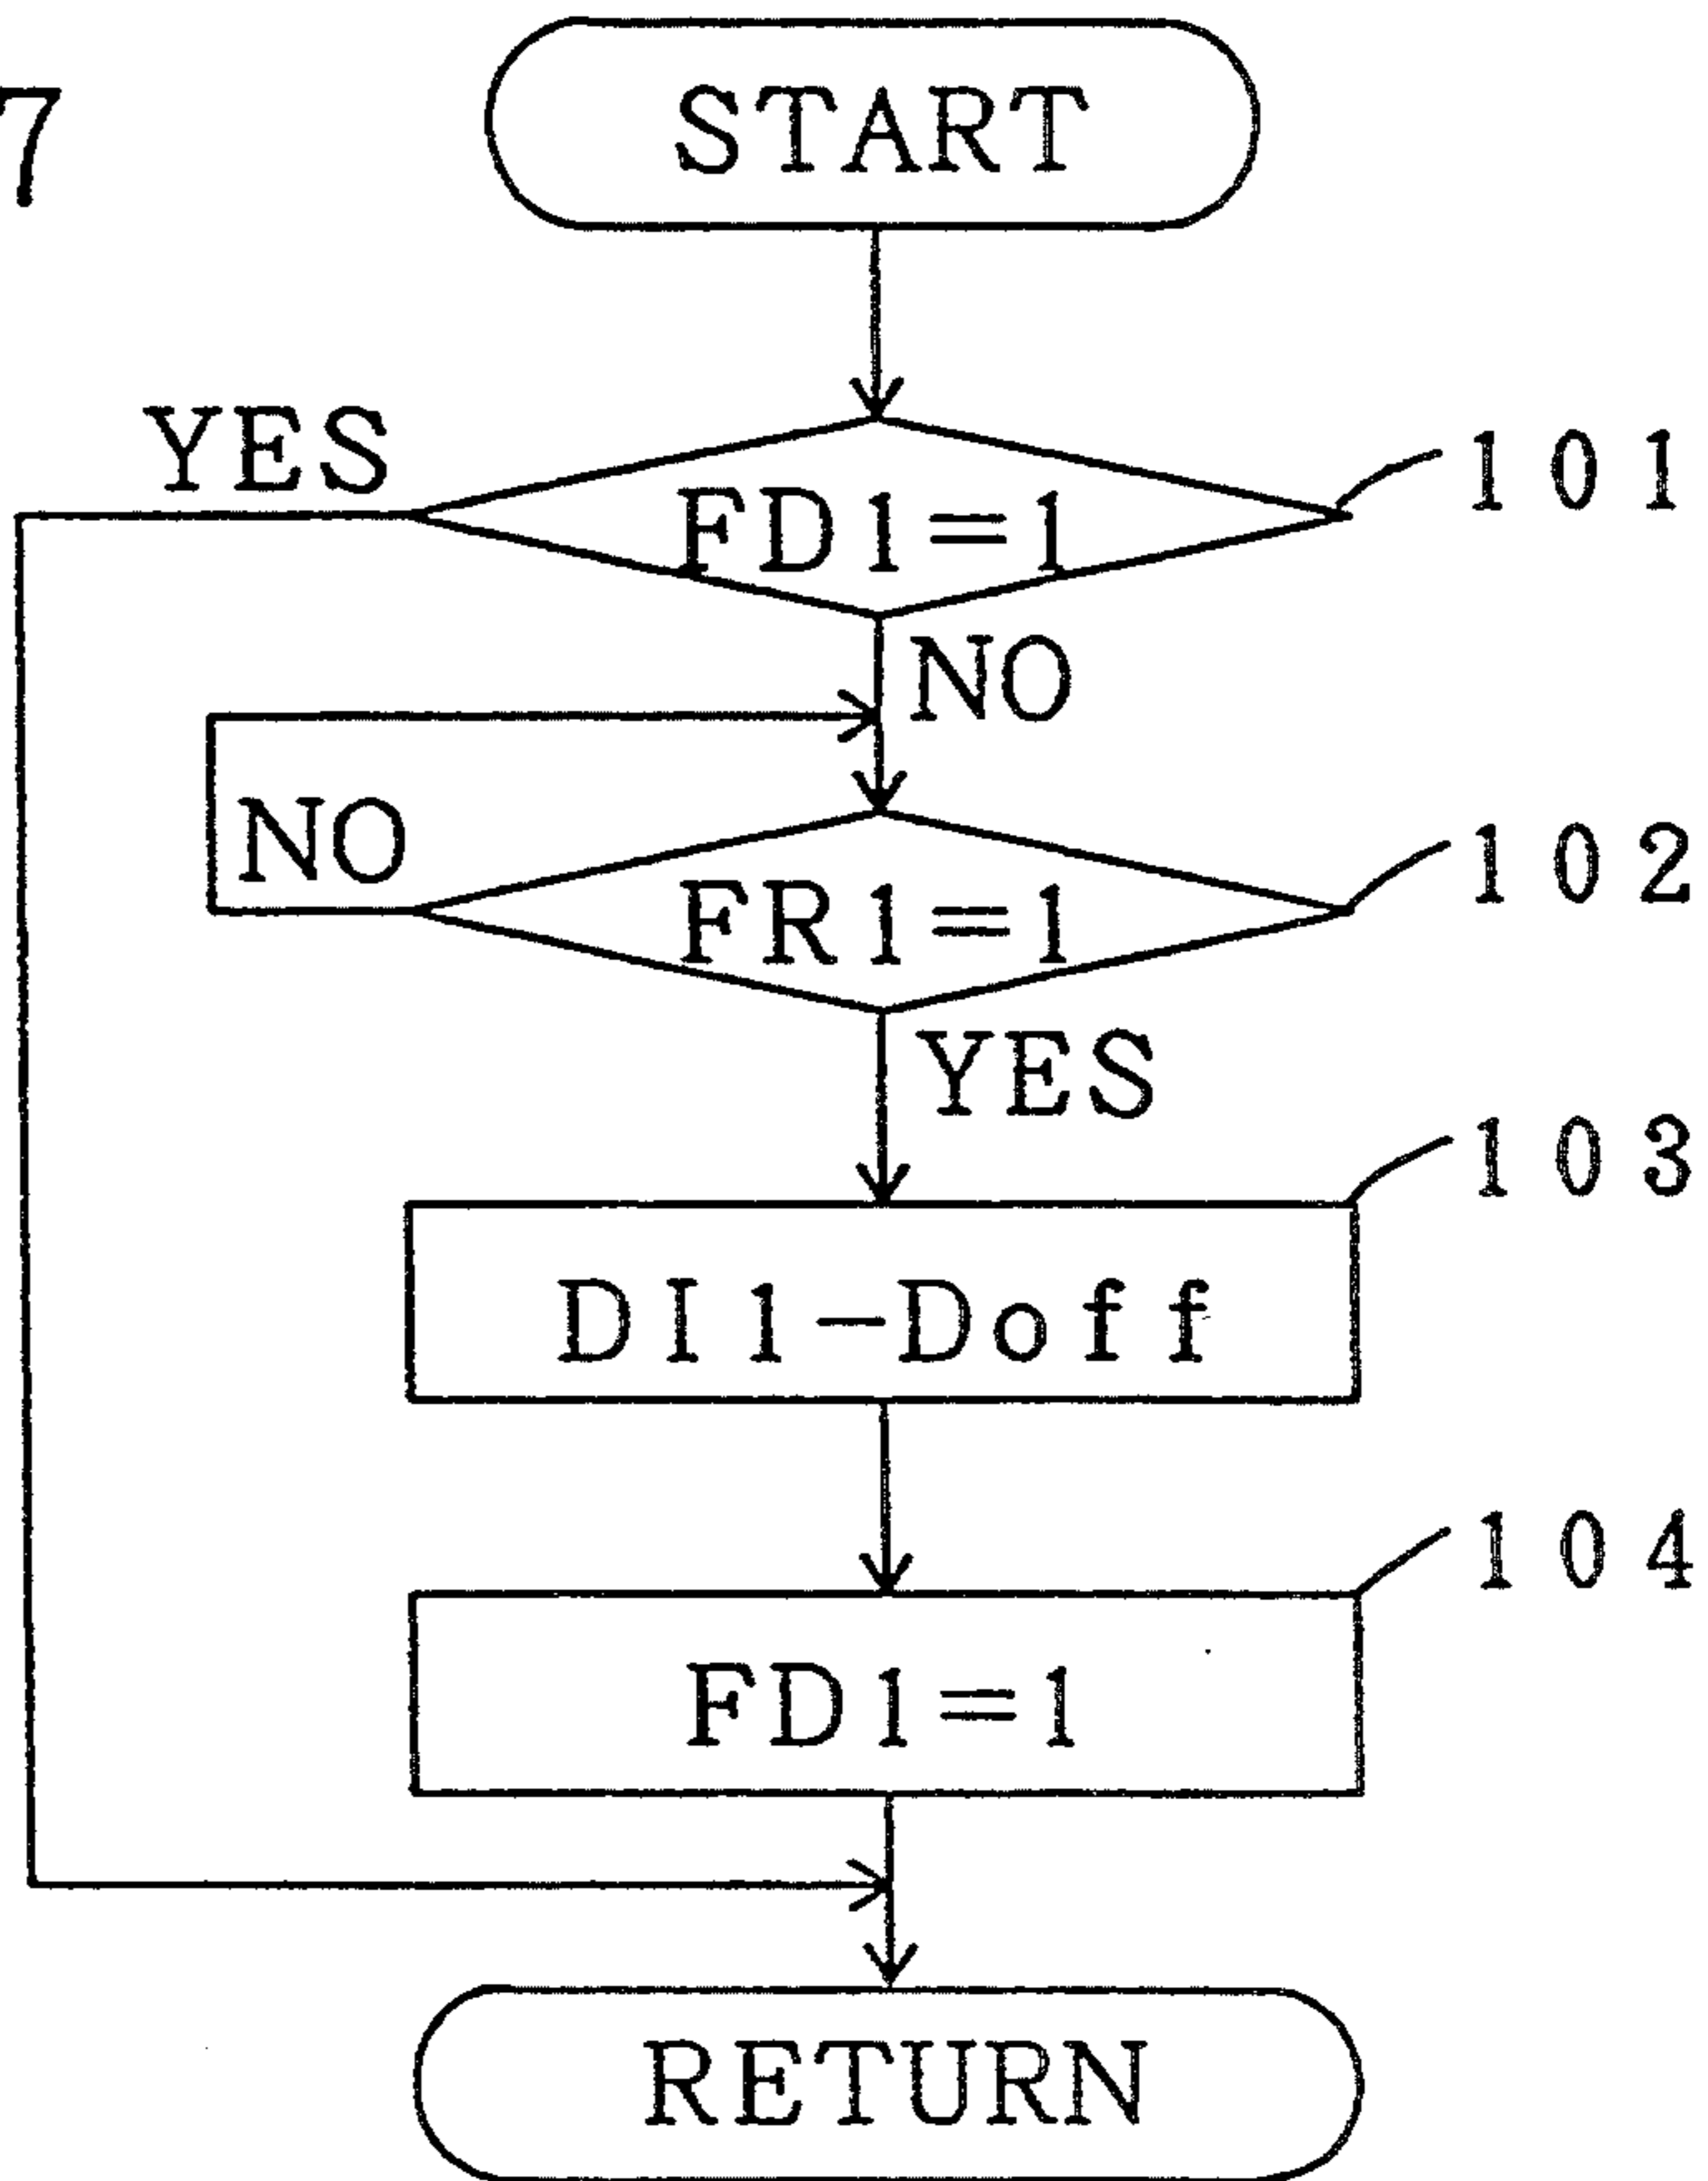 7
START
YES
FD1=1
101
NO
NO
FR1=1
102
YES
103
DI1-Doff
104
FD1=1
RETURN